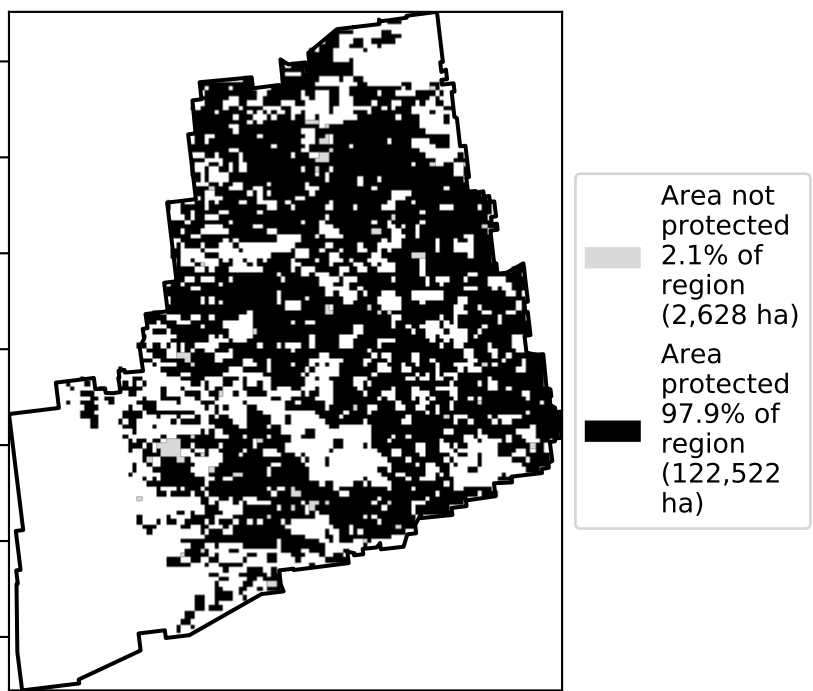 Area not
protected
2.1% of
region
(2,628 ha)
Area
protected
97.9% of
region
(122,522
ha)